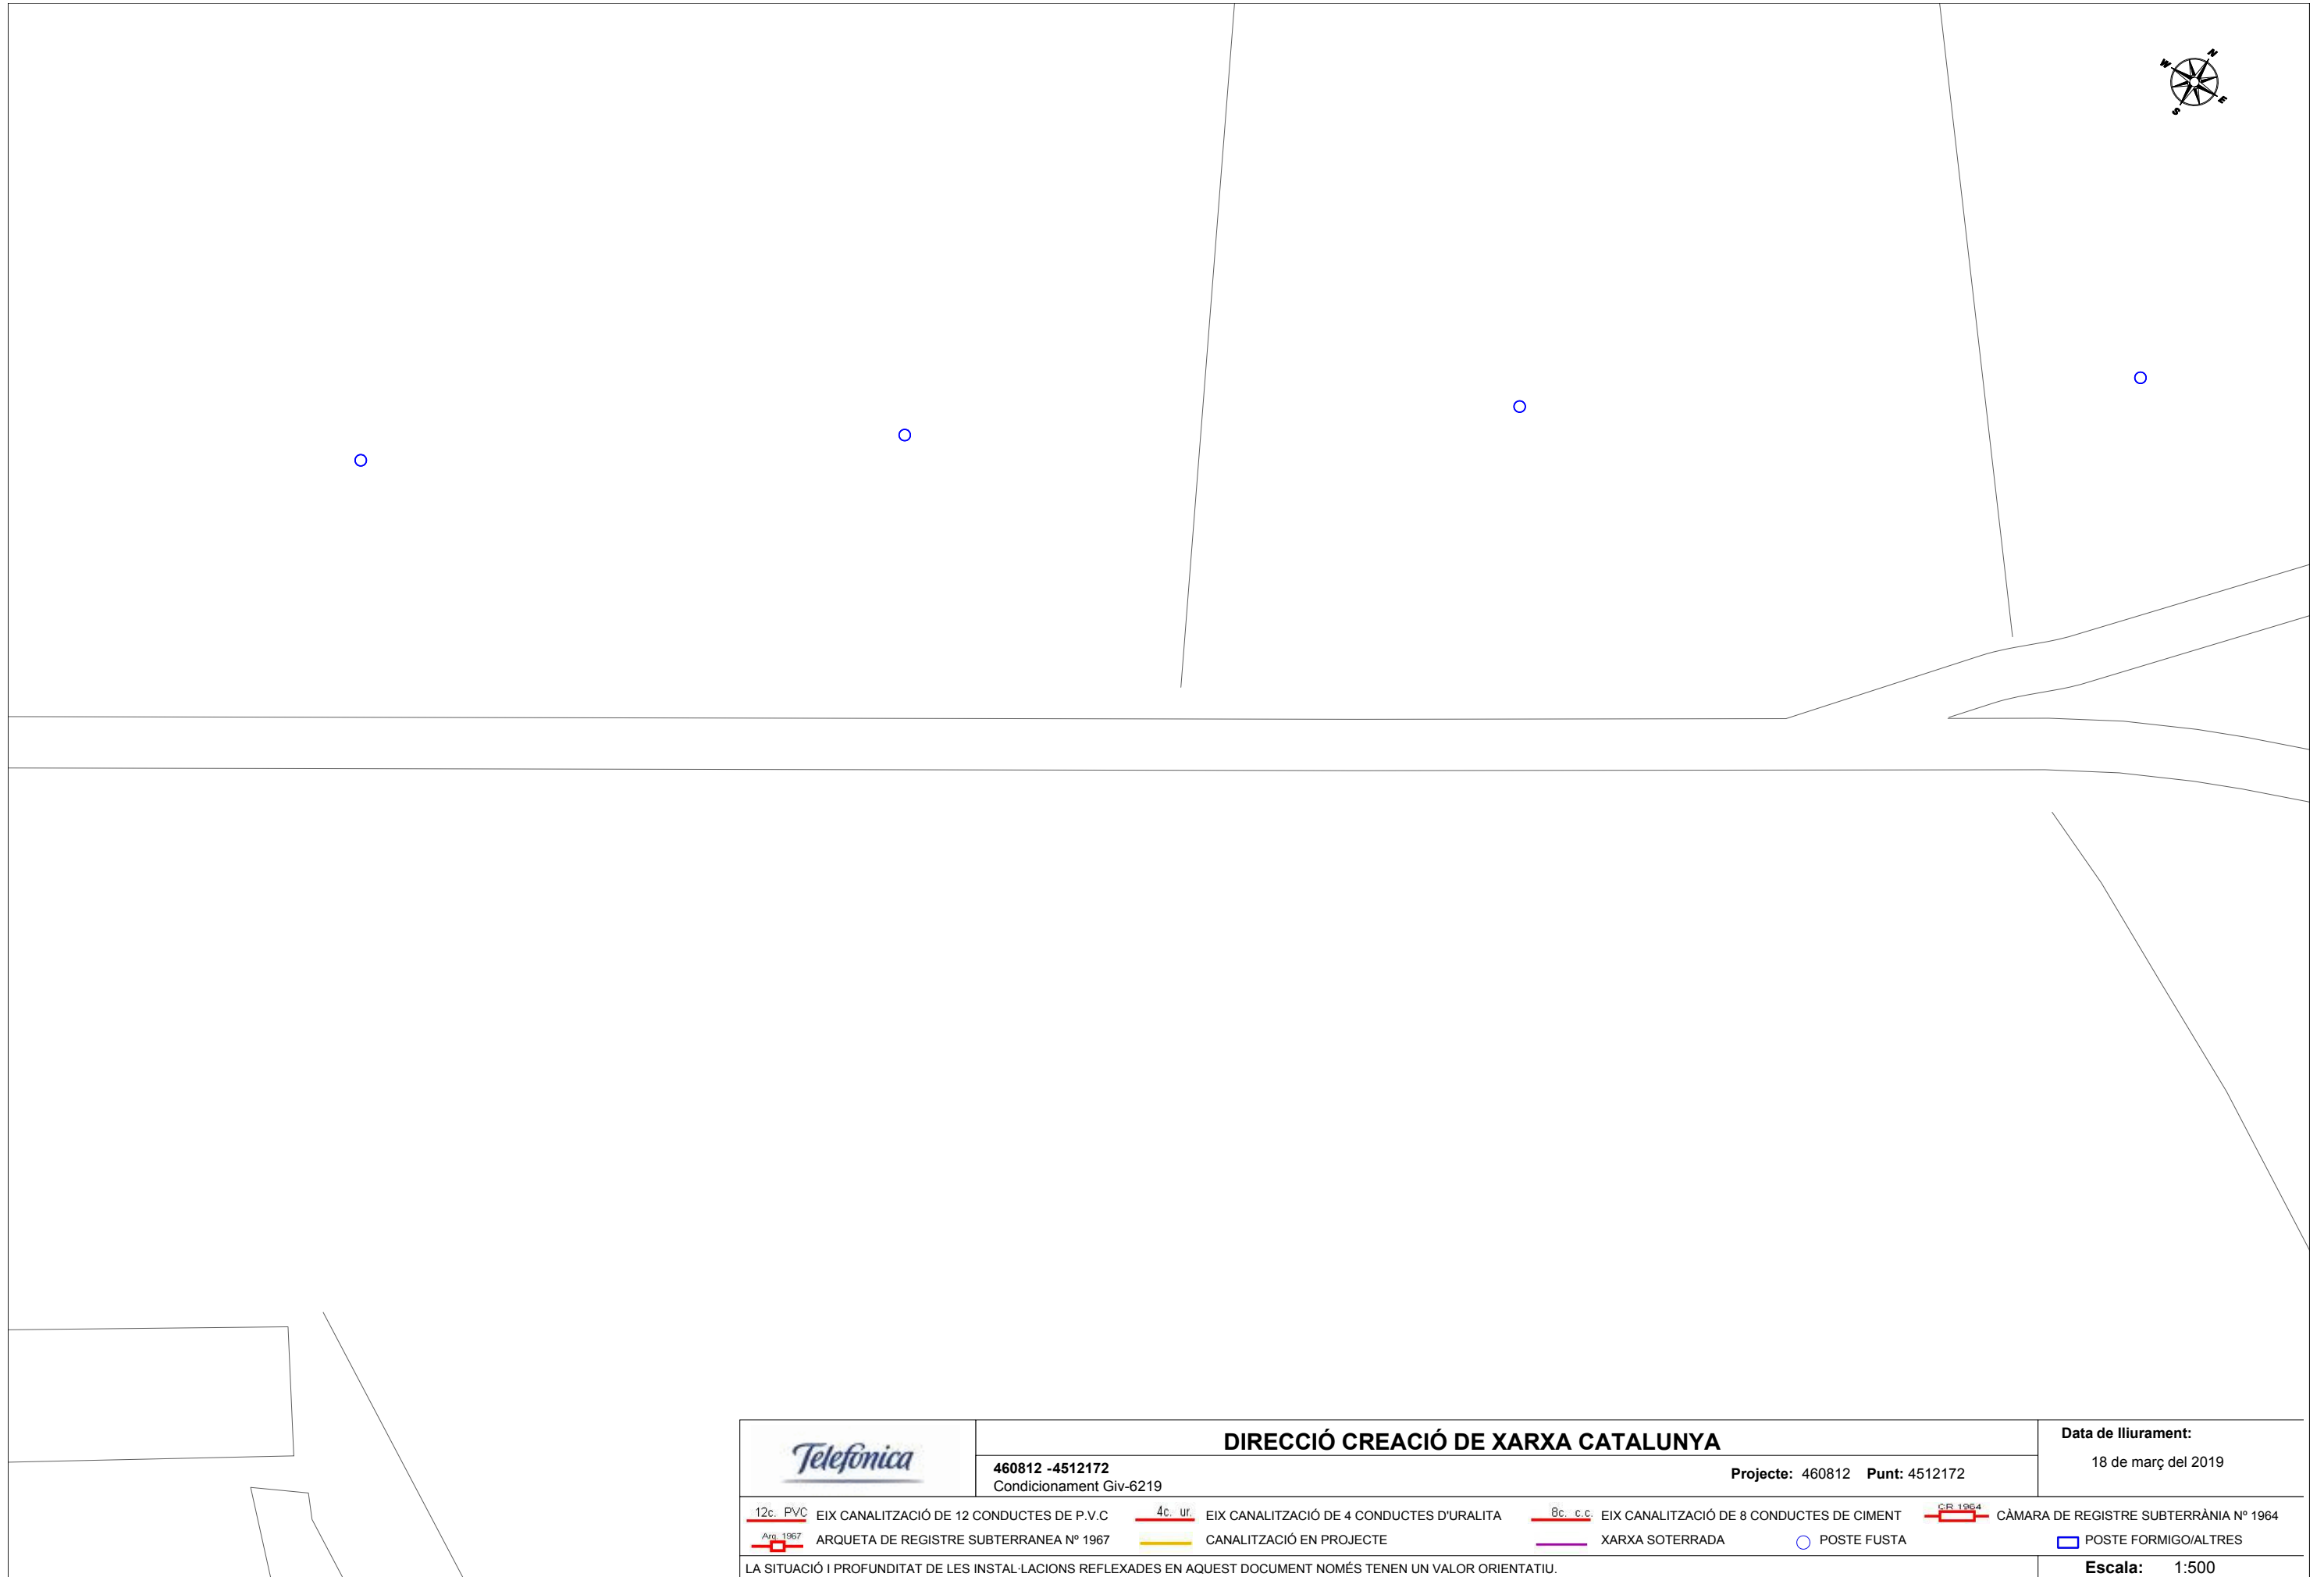 N
W
E
S
Telefónica
DIRECCIÓ CREACIÓ DE XARXA CATALUNYA
460812 -4512172
Condicionament Giv-6219
Projecte: 460812 Punt: 4512172
Data de lliurament:
18 de març del 2019
12c. PVC EIX CANALITZACIÓ DE 12 CONDUCTES DE P.V.C
4c. ur. EIX CANALITZACIÓ DE 4 CONDUCTES D'URALITA
8c. c.c. EIX CANALITZACIÓ DE 8 CONDUCTES DE CIMENT
C.R. 1964 CÀMARA DE REGISTRE SUBTERRÀNIA Nº 1964
Arq. 1967 ARQUETA DE REGISTRE SUBTERRANEA Nº 1967
CANALITZACIÓ EN PROJECTE
XARXA SOTERRADA
POSTE FUSTA
POSTE FORMIGO/ALTRES
LA SITUACIÓ I PROFUNDITAT DE LES INSTAL·LACIONS REFLEXADES EN AQUEST DOCUMENT NOMÉS TENEN UN VALOR ORIENTATIU.
Escala: 1:500